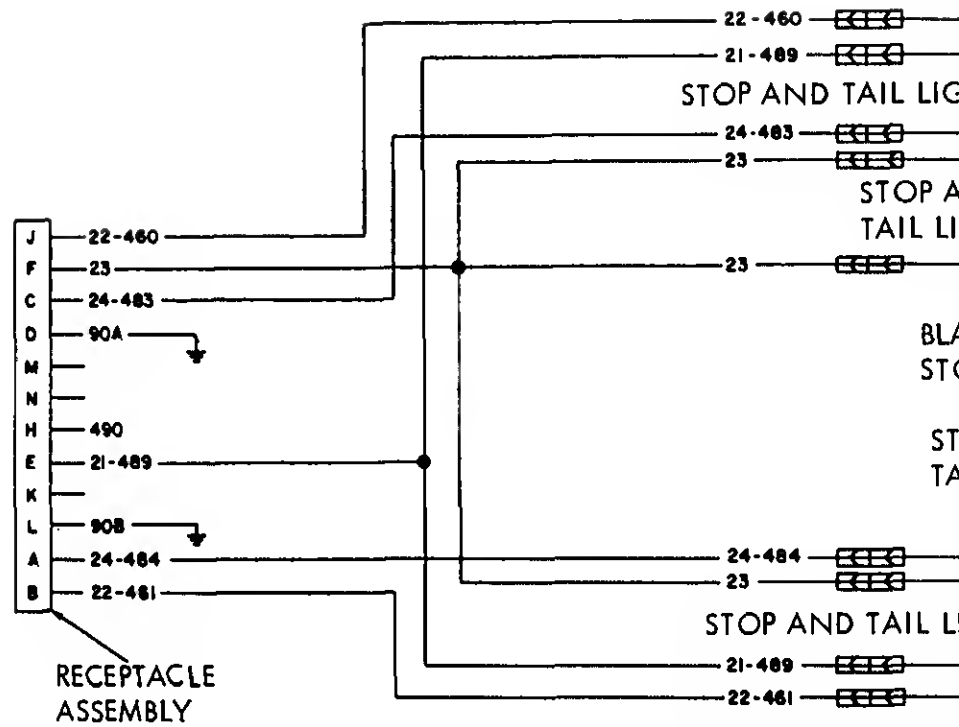 22-460
21-489
STOP AND TAIL LIG
24-483
23
STOP A
TAIL LI
J 22-460
F 23
23
C 24-483
D 90A
BLA
M
STO
N
H 490
ST
E 21-489
TA
K
L 90B
A 24-484
24-484
23
B 22-461
STOP AND TAIL L
21-489
RECEPTACLE
22-461
ASSEMBLY